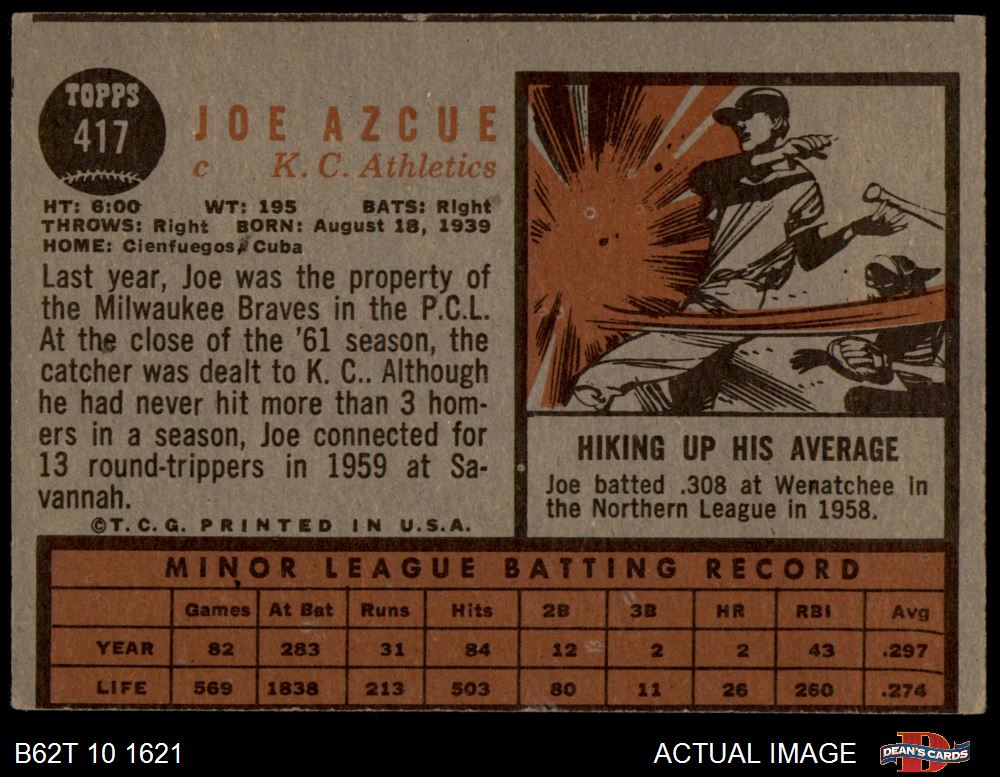 TOPPS
417
JOE AZCUE
c K. C. Athletics
HT: 6:00 WT: 195 BATS: Right
THROWS: Right BORN: August 18, 1939
HOME: Cienfuegos, Cuba
Last year, Joe was the property of
the Milwaukee Braves in the P.C.L.
At the close of the '61 season, the
catcher was dealt to K. C.. Although
he had never hit more than 3 hom-
ers in a season, Joe connected for
13 round-trippers in 1959 at Sa-
vannah.
©T.C.G. PRINTED IN U.S.A.
HIKING UP HIS AVERAGE
Joe batted .308 at Wenatchee in
the Northern League in 1958.
MINOR LEAGUE BATTING RECORD
Games At Bat Runs Hits 2B 3B HR RBI Avg
YEAR 82 283 31 84 12 2 2 43 .297
LIFE 569 1838 213 503 80 11 26 260 .274
B62T 10 1621
ACTUAL IMAGE
DEAN'S CARDS